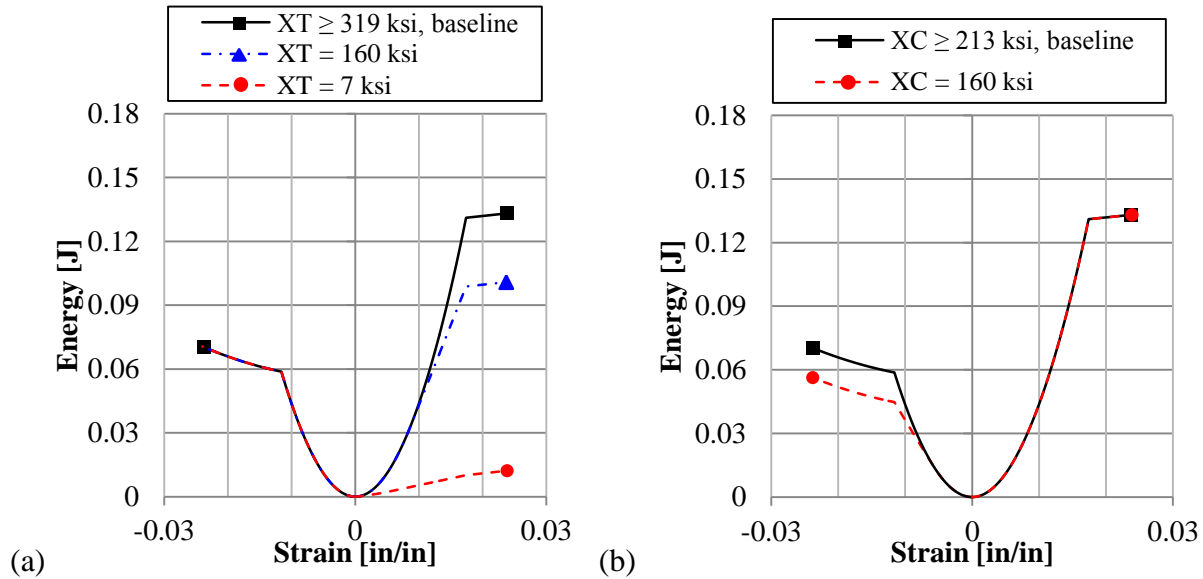 XT ≥ 319 ksi, baseline
XT = 160 ksi
XT = 7 ksi
0.18
0.15
0.12
0.09
0.06
0.03
0
Energy [J]
-0.03
0
0.03
Strain [in/in]
(a)
XC ≥ 213 ksi, baseline
XC = 160 ksi
0.18
0.15
0.12
0.09
0.06
0.03
0
Energy [J]
-0.03
0
0.03
Strain [in/in]
(b)